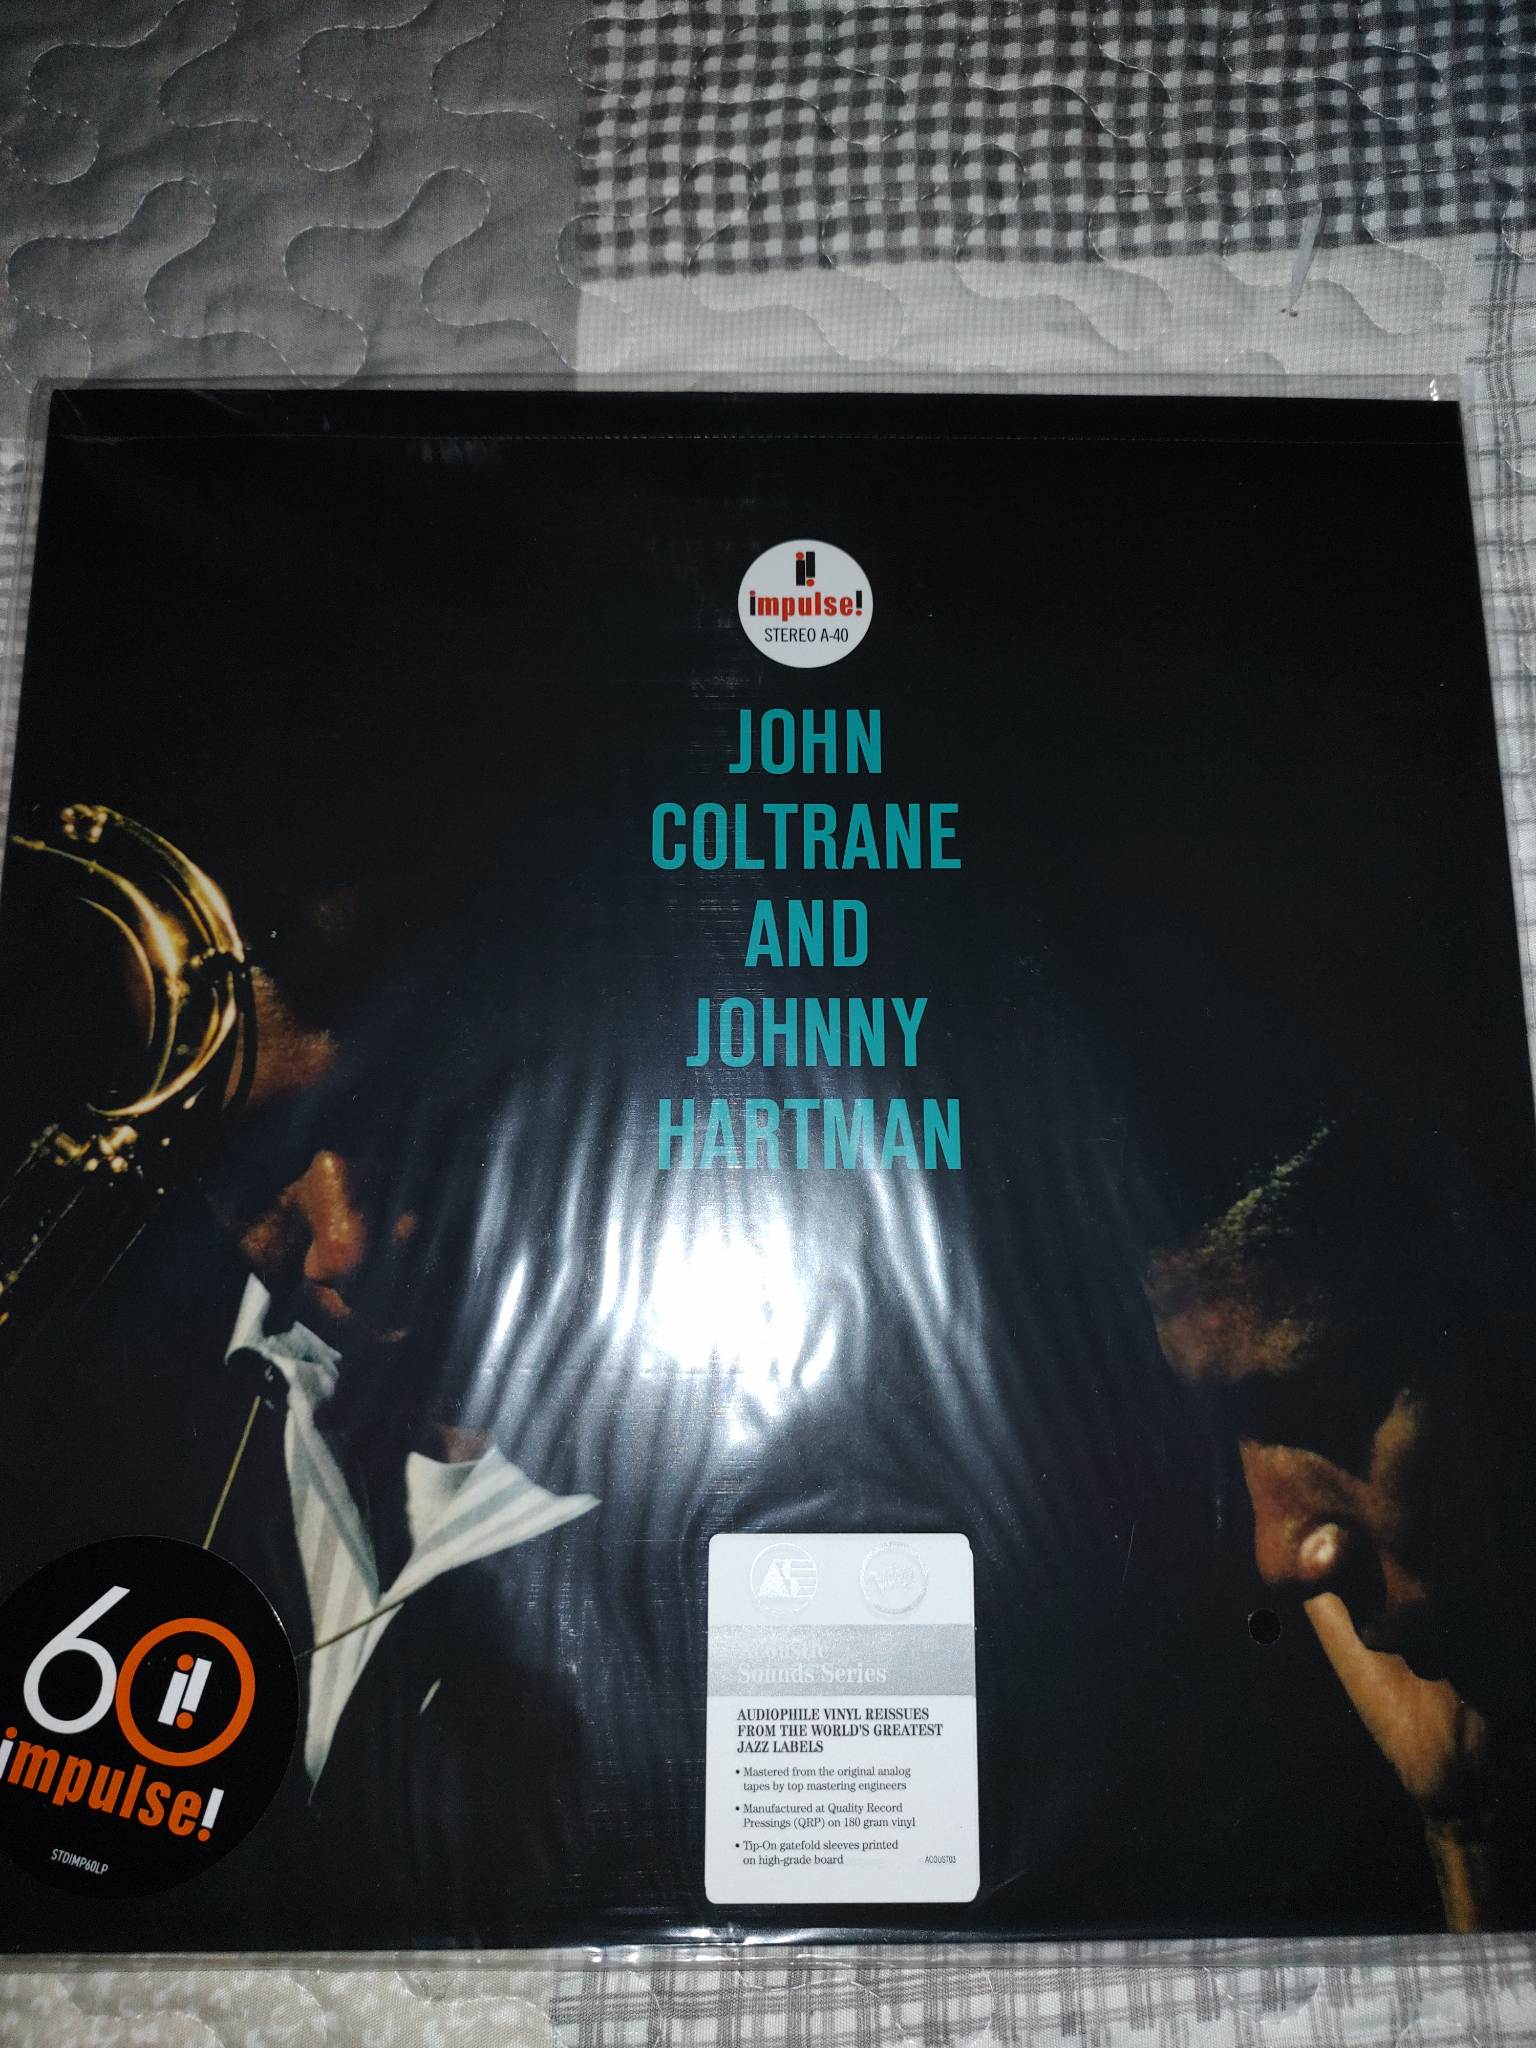 i!
impulse!
STEREO A-40
JOHN
COLTRANE
AND
JOHNNY
HARTMAN
60
impulse!
STDIMP60LP
Acoustic
Sounds Series
AUDIOPHILE VINYL REISSUES
FROM THE WORLD'S GREATEST
JAZZ LABELS
• Mastered from the original analog
tapes by top mastering engineers
• Manufactured at Quality Record
Pressings (QRP) on 180 gram vinyl
• Tip-On gatefold sleeves printed
on high-grade board
ACOUST03